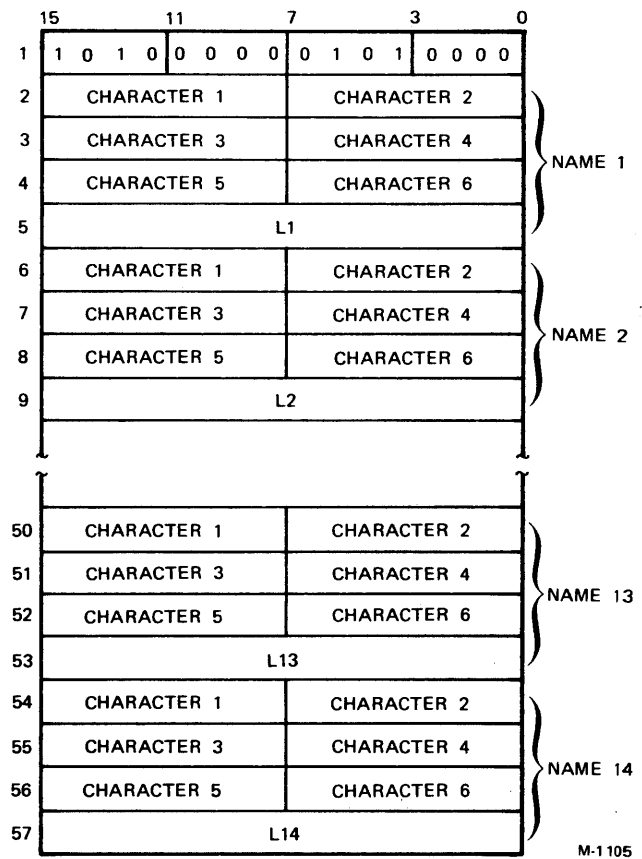 15 11 7 3 0
1 1 0 1 0 0 0 0 0 0 1 0 1 0 0 0 0
2 CHARACTER 1 CHARACTER 2
3 CHARACTER 3 CHARACTER 4
NAME 1
4 CHARACTER 5 CHARACTER 6
5 L1
6 CHARACTER 1 CHARACTER 2
7 CHARACTER 3 CHARACTER 4
NAME 2
8 CHARACTER 5 CHARACTER 6
9 L2
50 CHARACTER 1 CHARACTER 2
51 CHARACTER 3 CHARACTER 4
NAME 13
52 CHARACTER 5 CHARACTER 6
53 L13
54 CHARACTER 1 CHARACTER 2
55 CHARACTER 3 CHARACTER 4
NAME 14
56 CHARACTER 5 CHARACTER 6
57 L14
M-1105